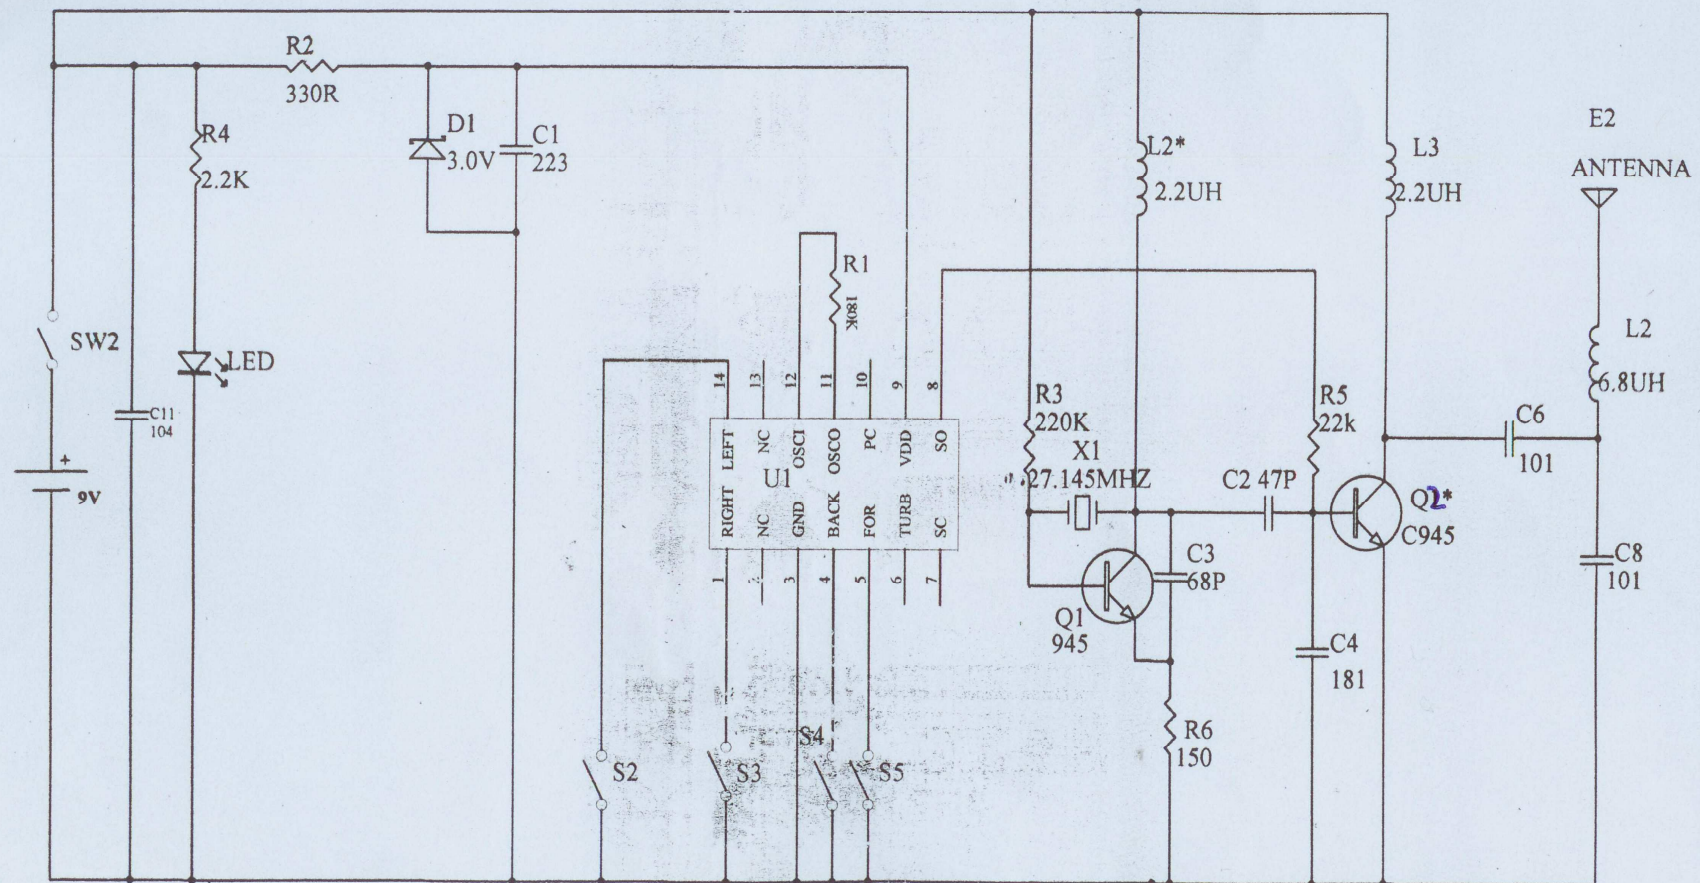 R2
330R
R4
2.2K
D1
3.0V
C1
223
L2*
2.2UH
L3
2.2UH
E2
ANTENNA
R1
180K
SW2
LED
C11
104
+
9V
L2
6.8UH
14
13
12
11
10
9
8
LEFT
NC
OSCI
OSCO
PC
VDD
SO
U1
RIGHT
NC
GND
BACK
FOR
TURB
SC
1
2
3
4
5
6
7
R3
220K
X1
27.145MHZ
R5
22k
C2 47P
C6
101
Q2*
C945
C3
68P
C8
101
Q1
945
C4
181
R6
150
S2
S3
S4
S5